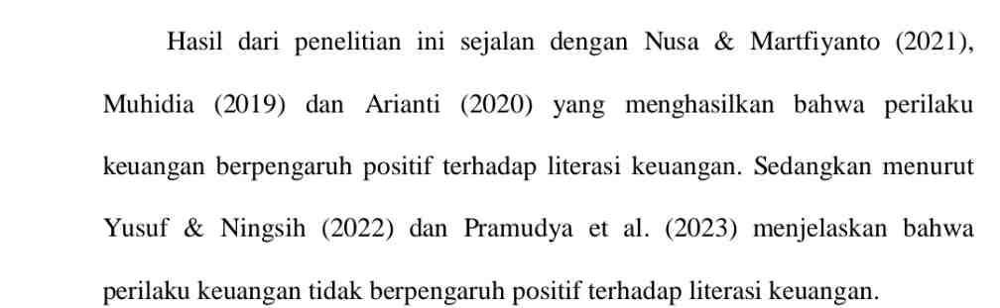 Hasil dari penelitian ini sejalan dengan Nusa & Martfiyanto (2021),
Muhidia (2019) dan Arianti (2020) yang menghasilkan bahwa perilaku
keuangan berpengaruh positif terhadap literasi keuangan. Sedangkan menurut
Yusuf & Ningsih (2022) dan Pramudya et al. (2023) menjelaskan bahwa
perilaku keuangan tidak berpengaruh positif terhadap literasi keuangan.